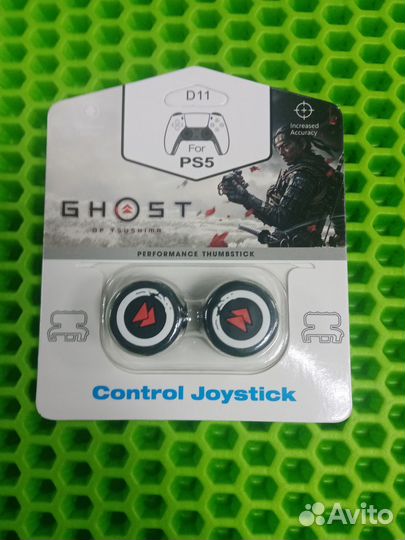 D11
For
PS5
Increased
Accuracy
GHOST
OF TSUSHIMA
PERFORMANCE THUMBSTICK
Control Joystick
Avito